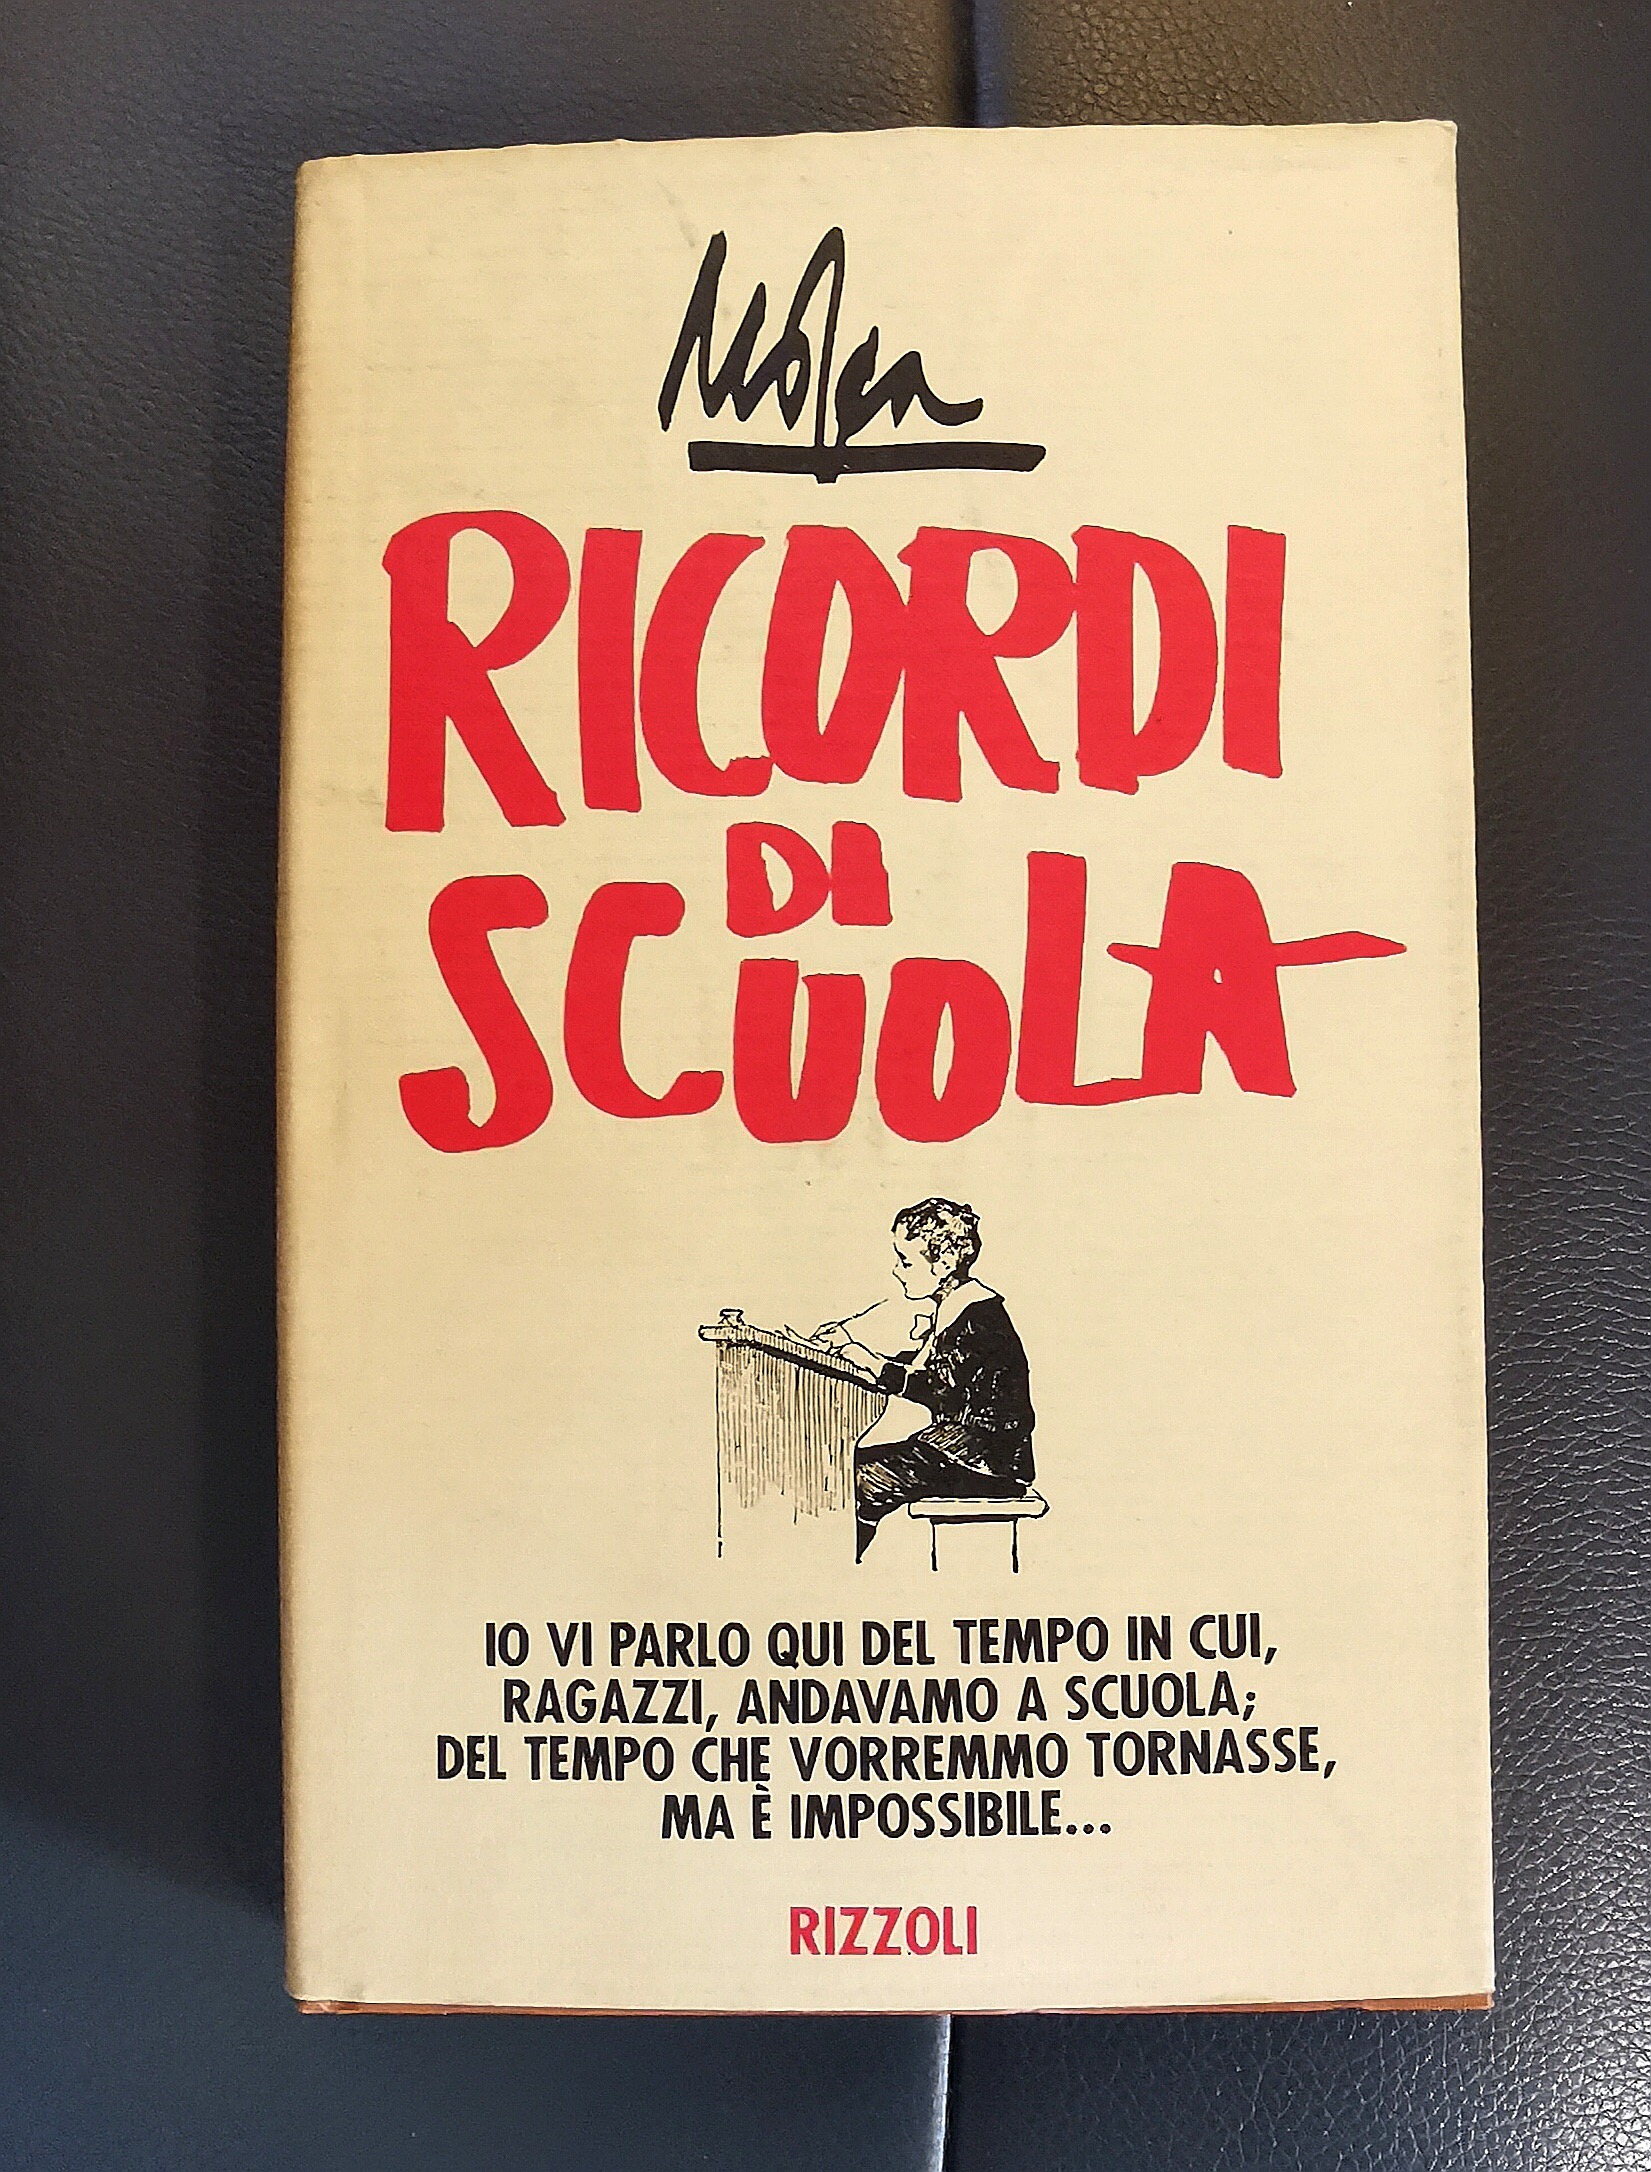 Mosca
RICORDI
DI
SCUOLA
IO VI PARLO QUI DEL TEMPO IN CUI,
RAGAZZI, ANDAVAMO A SCUOLA;
DEL TEMPO CHE VORREMMO TORNASSE,
MA È IMPOSSIBILE...
RIZZOLI